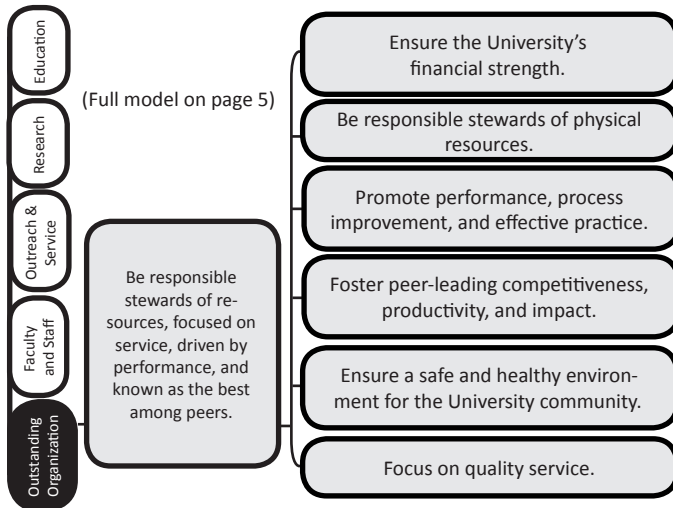 Education
Research
Outreach &
Service
Faculty
and Staff
Outstanding
Organization
(Full model on page 5)
Be responsible
stewards of re-
sources, focused on
service, driven by
performance, and
known as the best
among peers.
Ensure the University's
financial strength.
Be responsible stewards of physical
resources.
Promote performance, process
improvement, and effective practice.
Foster peer-leading competitiveness,
productivity, and impact.
Ensure a safe and healthy environ-
ment for the University community.
Focus on quality service.